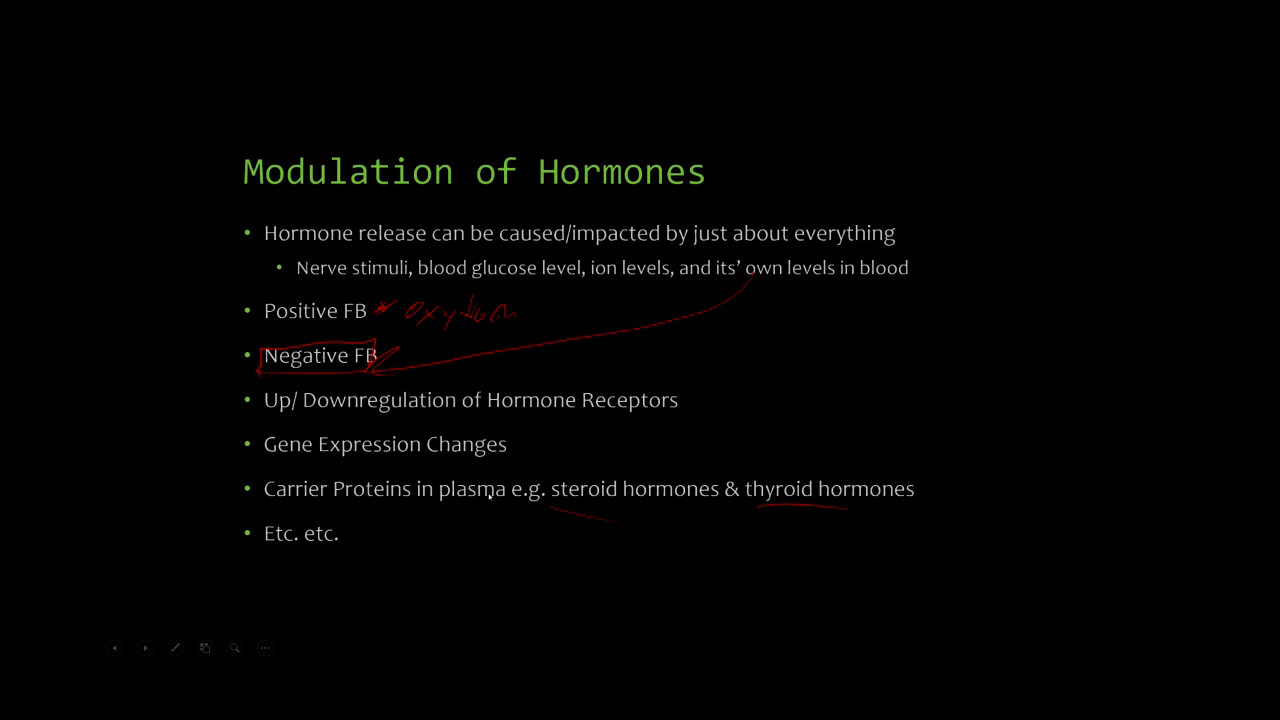 Modulation of Hormones
• Hormone release can be caused/impacted by just about everything
• Nerve stimuli, blood glucose level, ion levels, and its’ own levels in blood
• Positive FB
• Negative FB
• Up/ Downregulation of Hormone Receptors
• Gene Expression Changes
• Carrier Proteins in plasma e.g. steroid hormones & thyroid hormones
• Etc. etc.